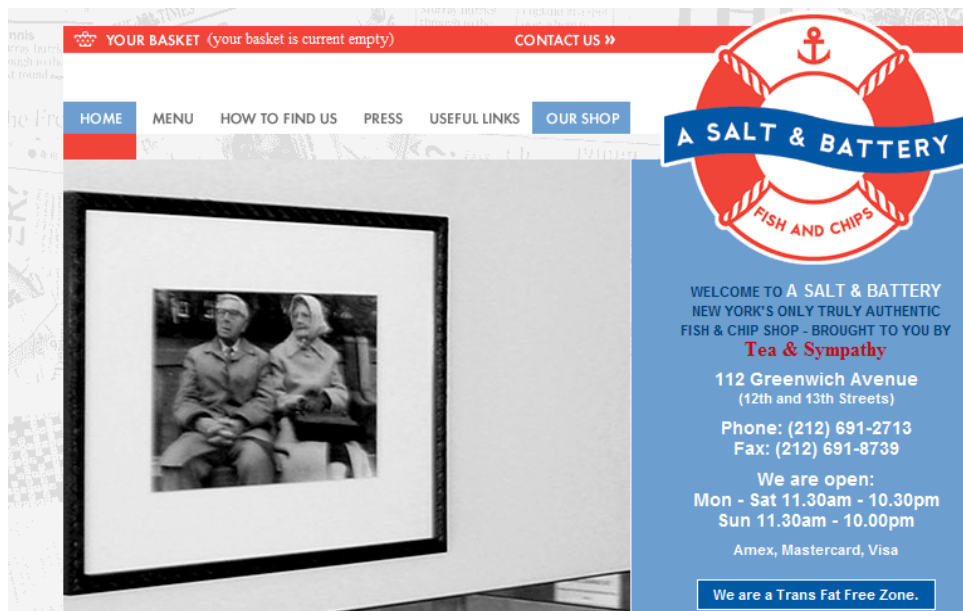 YOUR BASKET (your basket is current empty)
CONTACT US »
HOME
MENU
HOW TO FIND US
PRESS
USEFUL LINKS
OUR SHOP
A SALT & BATTERY
FISH AND CHIPS
WELCOME TO A SALT & BATTERY
NEW YORK'S ONLY TRULY AUTHENTIC
FISH & CHIP SHOP - BROUGHT TO YOU BY
Tea & Sympathy
112 Greenwich Avenue
(12th and 13th Streets)
Phone: (212) 691-2713
Fax: (212) 691-8739
We are open:
Mon - Sat 11.30am - 10.30pm
Sun 11.30am - 10.00pm
Amex, Mastercard, Visa
We are a Trans Fat Free Zone.